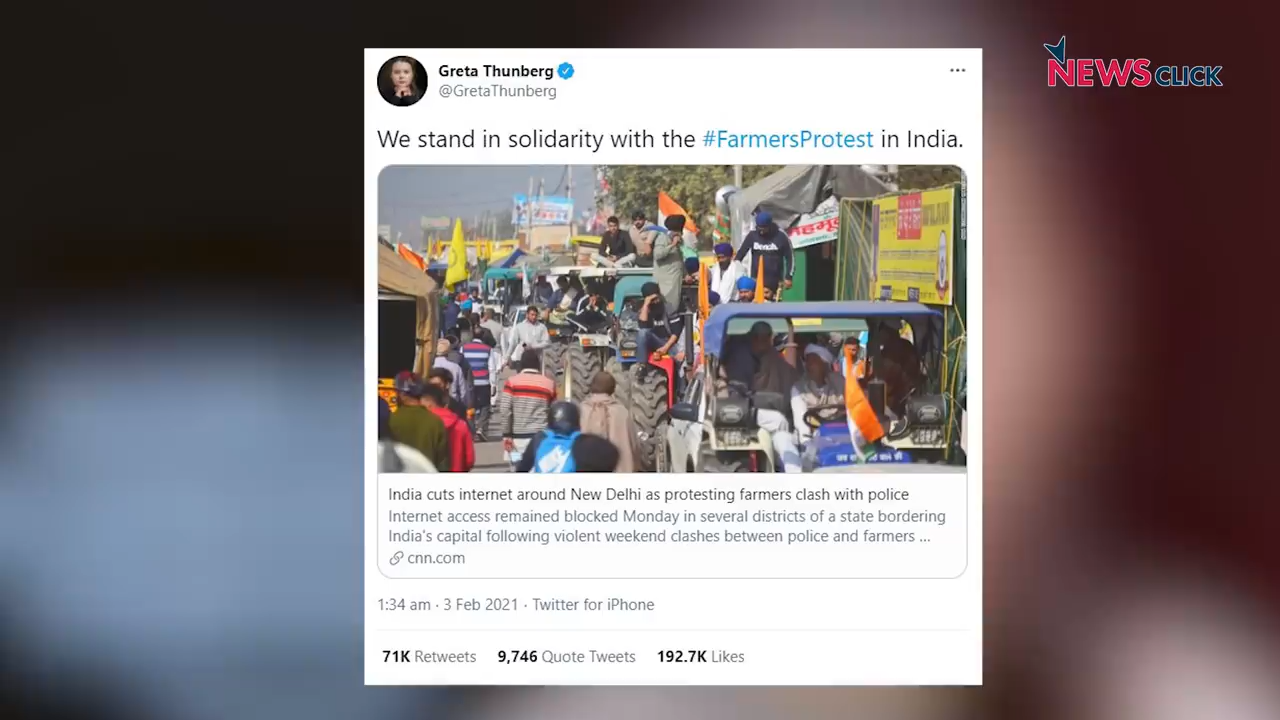 NEWSCLICK
Greta Thunberg
@GretaThunberg
We stand in solidarity with the #FarmersProtest in India.
Bench.
India cuts internet around New Delhi as protesting farmers clash with police
Internet access remained blocked Monday in several districts of a state bordering
India's capital following violent weekend clashes between police and farmers ...
cnn.com
1:34 am · 3 Feb 2021 · Twitter for iPhone
71K Retweets 9,746 Quote Tweets 192.7K Likes